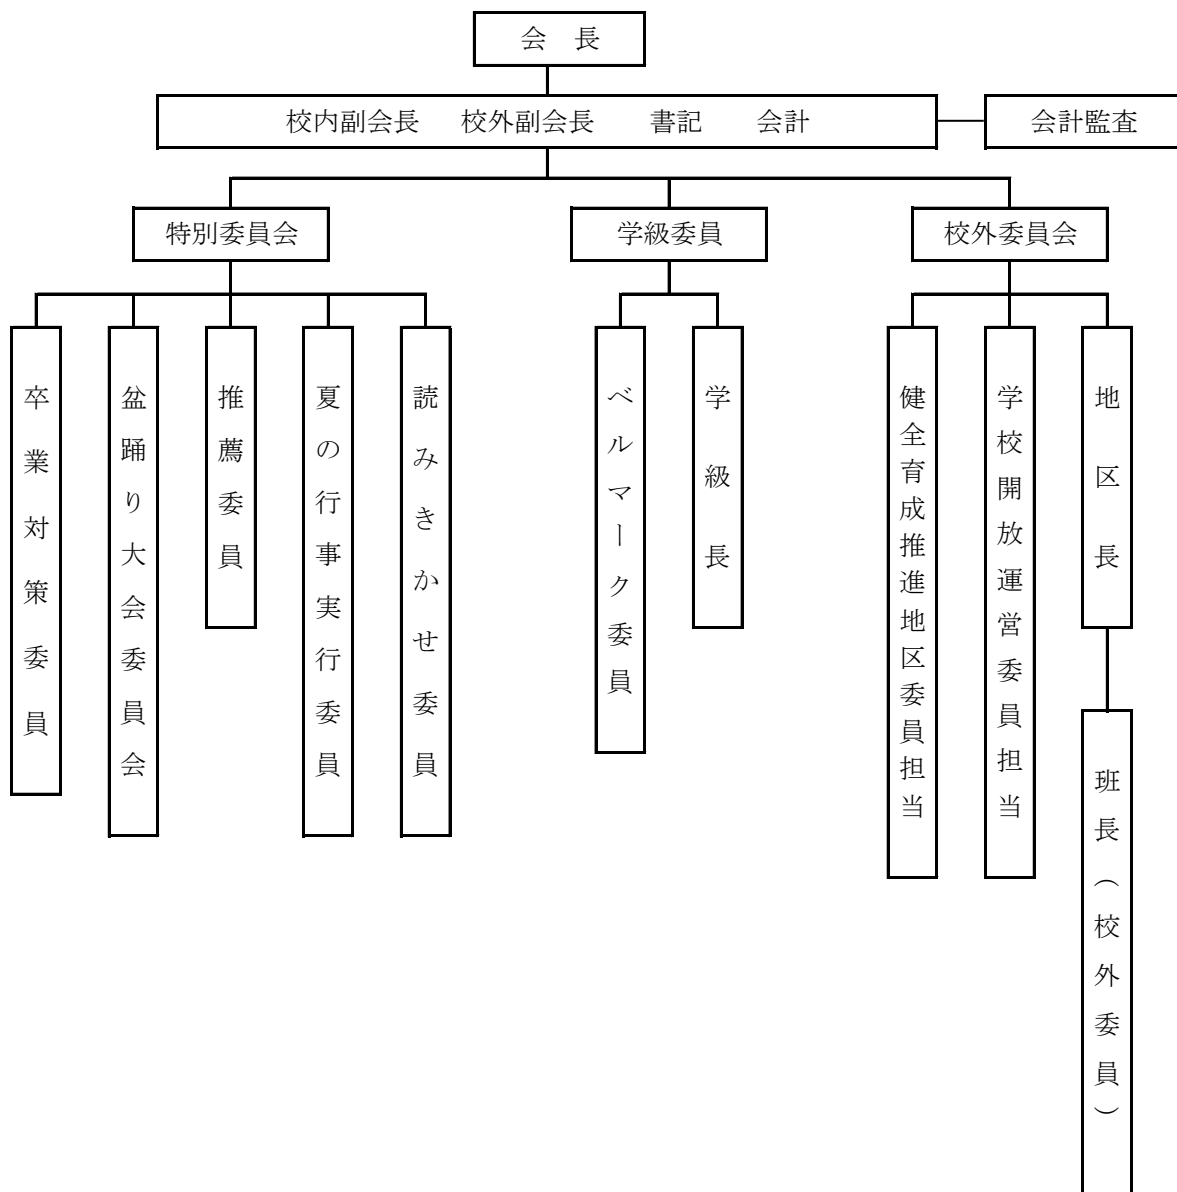 会 長
校内副会長 校外副会長 書記 会計
会計監査
特別委員会
学級委員
校外委員会
卒業対策委員
盆踊り大会委員会
推薦委員
夏の行事実行委員
読みきかせ委員
ベルマーク委員
学級長
健全育成推進地区委員担当
学校開放運営委員担当
地区長
班長（校外委員）